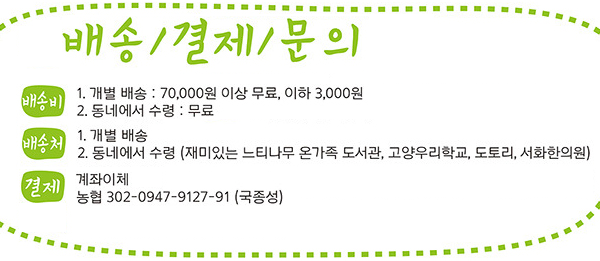 배송/결제/문의
배송비
1. 개별 배송 : 70,000원 이상 무료, 이하 3,000원
2. 동네에서 수령 : 무료
배송처
1. 개별 배송
2. 동네에서 수령 (재미있는 느티나무 온가족 도서관, 고양우리학교, 도토리, 서화한의원)
결제
계좌이체
농협 302-0947-9127-91 (국종성)